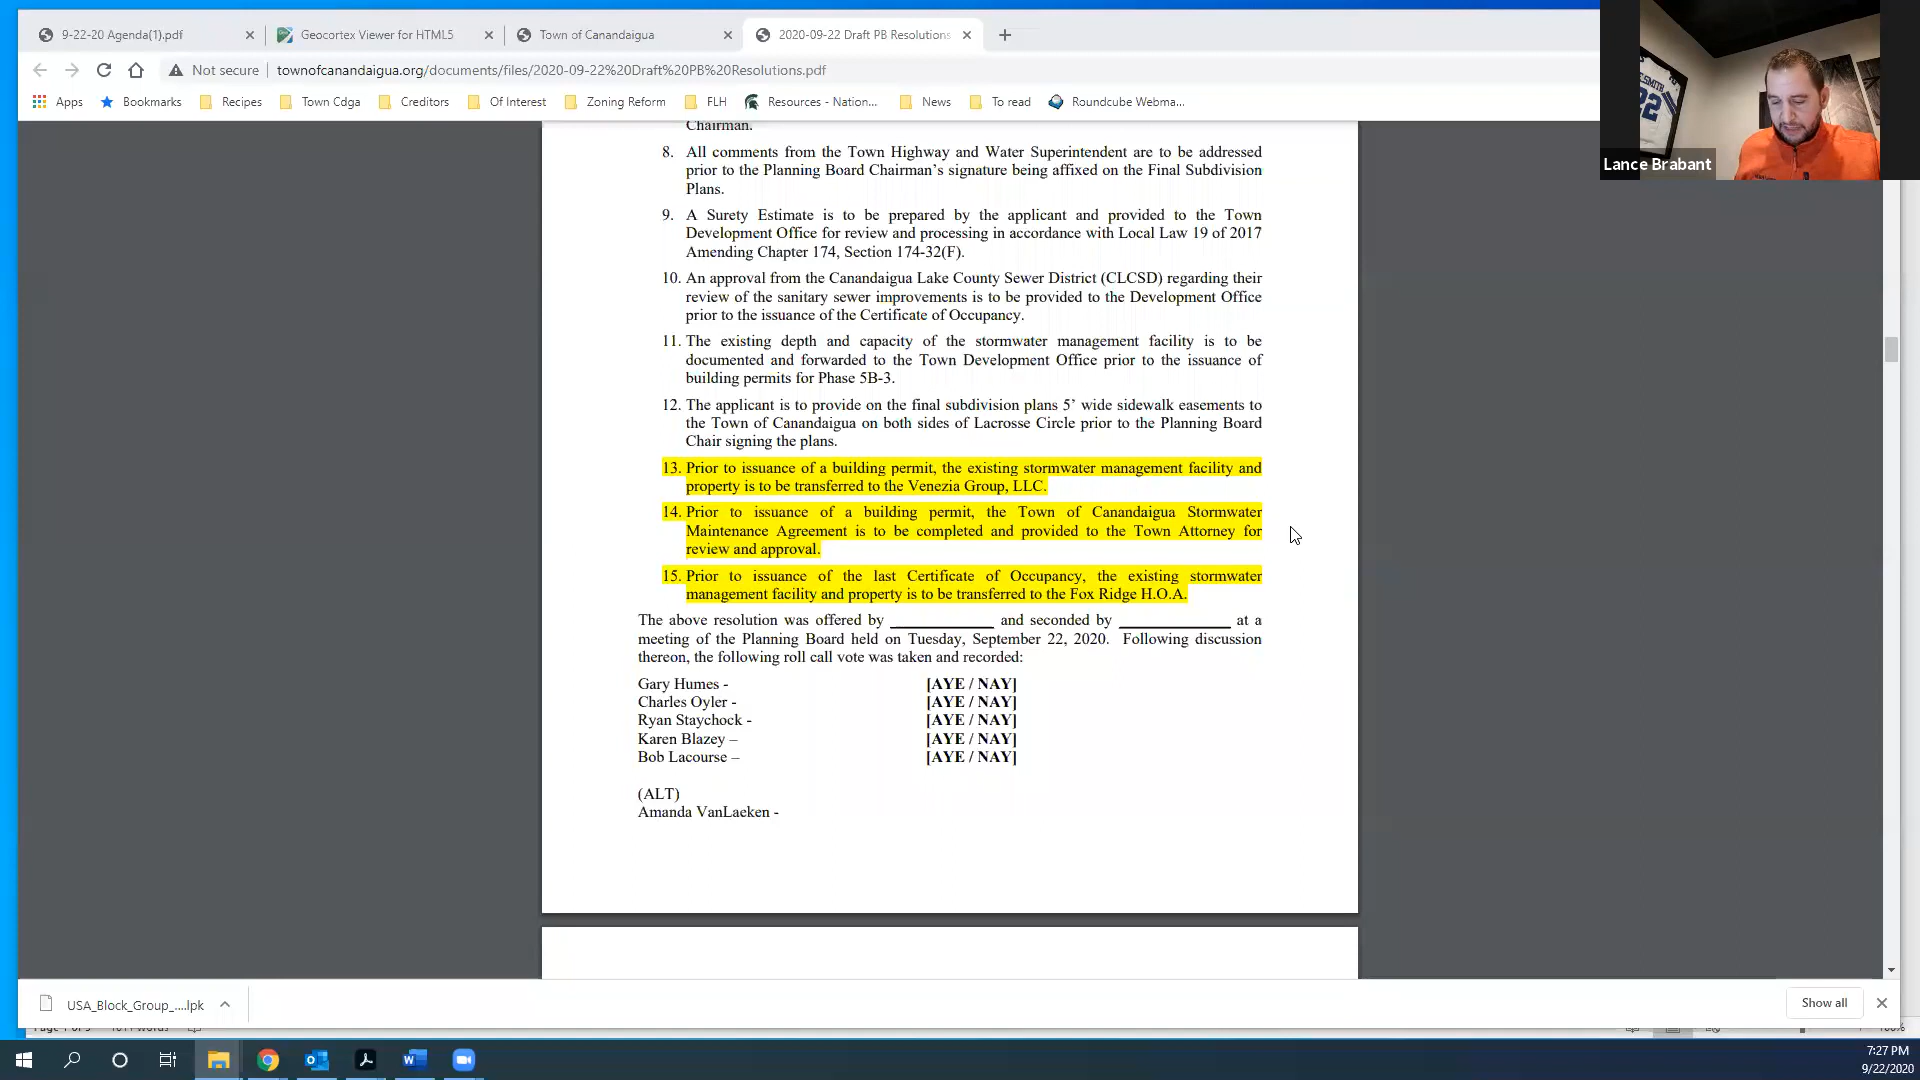 9-22-20 Agenda(1).pdf
Geocortex Viewer for HTML5
Town of Canandaigua
2020-09-22 Draft PB Resolutions
Not secure
townofcanandaigua.org/documents/files/2020-09-22%20Draft%20PB%20Resolutions.pdf
Apps
Bookmarks
Recipes
Town Cdga
Creditors
Of Interest
Zoning Reform
FLH
Resources - Nation...
News
To read
Roundcube Webma...
Lance Brabant
Chairman.
8. All comments from the Town Highway and Water Superintendent are to be addressed
prior to the Planning Board Chairman's signature being affixed on the Final Subdivision
Plans.
9. A Surety Estimate is to be prepared by the applicant and provided to the Town
Development Office for review and processing in accordance with Local Law 19 of 2017
Amending Chapter 174, Section 174-32(F).
10. An approval from the Canandaigua Lake County Sewer District (CLCSD) regarding their
review of the sanitary sewer improvements is to be provided to the Development Office
prior to the issuance of the Certificate of Occupancy.
11. The existing depth and capacity of the stormwater management facility is to be
documented and forwarded to the Town Development Office prior to the issuance of
building permits for Phase 5B-3.
12. The applicant is to provide on the final subdivision plans 5' wide sidewalk easements to
the Town of Canandaigua on both sides of Lacrosse Circle prior to the Planning Board
Chair signing the plans.
13. Prior to issuance of a building permit, the existing stormwater management facility and
property is to be transferred to the Venezia Group, LLC.
14. Prior to issuance of a building permit, the Town of Canandaigua Stormwater
Maintenance Agreement is to be completed and provided to the Town Attorney for
review and approval.
15. Prior to issuance of the last Certificate of Occupancy, the existing stormwater
management facility and property is to be transferred to the Fox Ridge H.O.A.
The above resolution was offered by ____________ and seconded by ____________ at a
meeting of the Planning Board held on Tuesday, September 22, 2020. Following discussion
thereon, the following roll call vote was taken and recorded:
Gary Humes - [AYE / NAY]
Charles Oyler - [AYE / NAY]
Ryan Staychock - [AYE / NAY]
Karen Blazey – [AYE / NAY]
Bob Lacourse – [AYE / NAY]
(ALT)
Amanda VanLaeken -
USA_Block_Group_....lpk
Show all
7:27 PM
9/22/2020